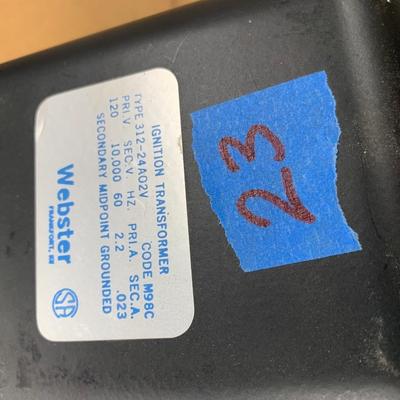 IGNITION TRANSFORMER
TYPE 312-24A02V CODE M98C
PRI.V SEC.V. HZ. PRI.A. SEC.A.
120 10,000 60 2.2 .023
SECONDARY MIDPOINT GROUNDED
Webster
FRANKFORT, KY.
SA
23